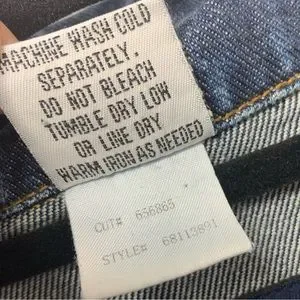 MACHINE WASH COLD
SEPARATELY.
DO NOT BLEACH
TUMBLE DRY LOW
OR LINE DRY
WARM IRON AS NEEDED
CUT# 656865
STYLE# 68113891